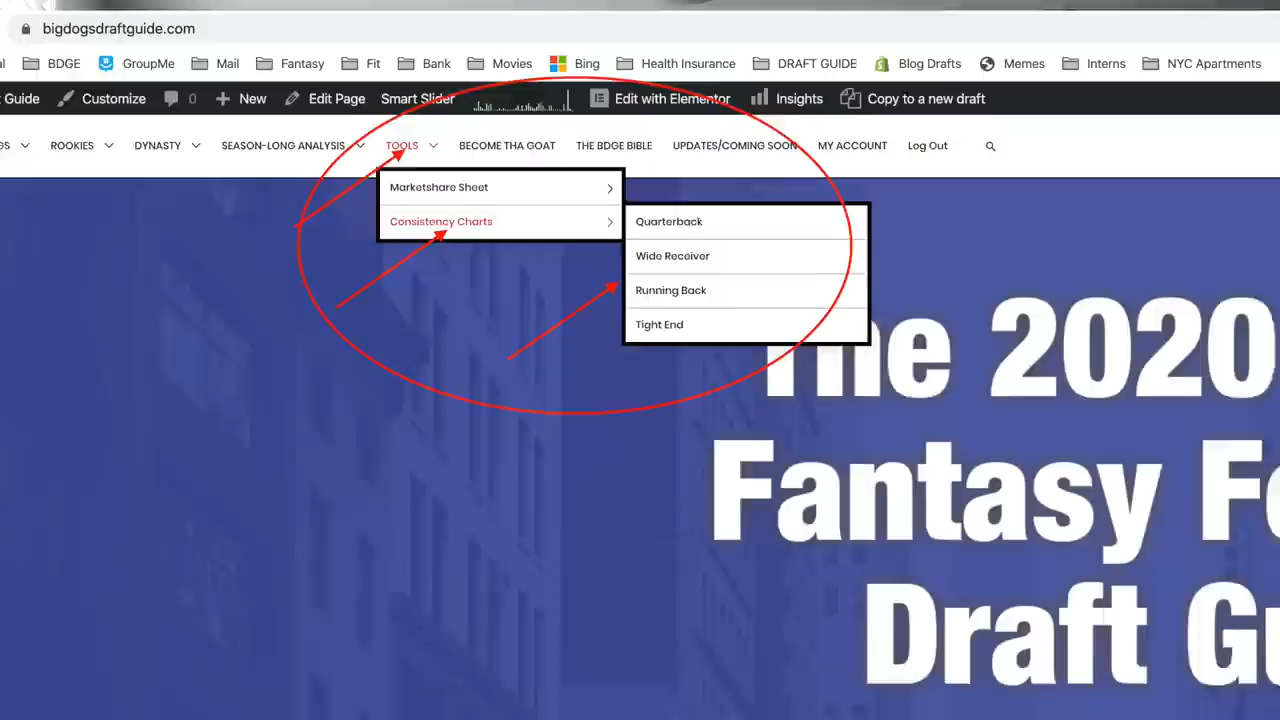 bigdogsdraftguide.com
BDGE GroupMe Mail Fantasy Fit Bank Movies Bing Health Insurance DRAFT GUIDE Blog Drafts Memes Interns NYC Apartments
Guide Customize 0 New Edit Page Smart Slider Edit with Elementor Insights Copy to a new draft
GS ROOKIES DYNASTY SEASON-LONG ANALYSIS TOOLS BECOME THA GOAT THE BDGE BIBLE UPDATES/COMING SOON MY ACCOUNT Log Out
Marketshare Sheet
Consistency Charts
Quarterback
Wide Receiver
Running Back
Tight End
The 2020
Fantasy Fo
Draft Gu